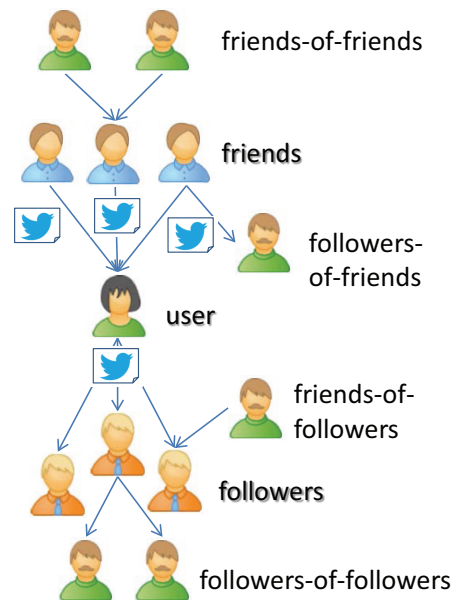 friends-of-friends
friends
followers-
of-friends
user
friends-of-
followers
followers
followers-of-followers